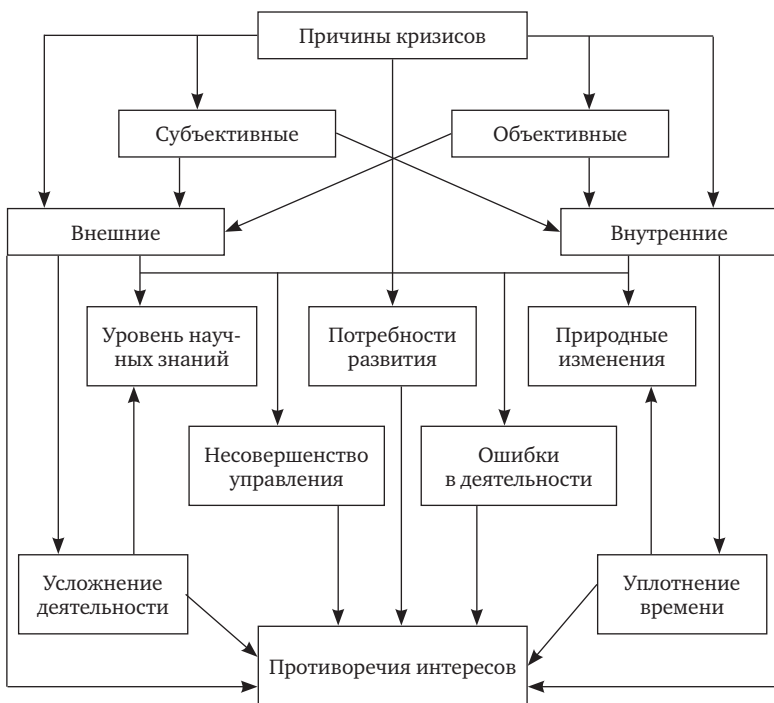 Причины кризисов
Субъективные
Объективные
Внешние
Внутренние
Уровень науч-
ных знаний
Потребности
развития
Природные
изменения
Несовершенство
управления
Ошибки
в деятельности
Усложнение
деятельности
Уплотнение
времени
Противоречия интересов